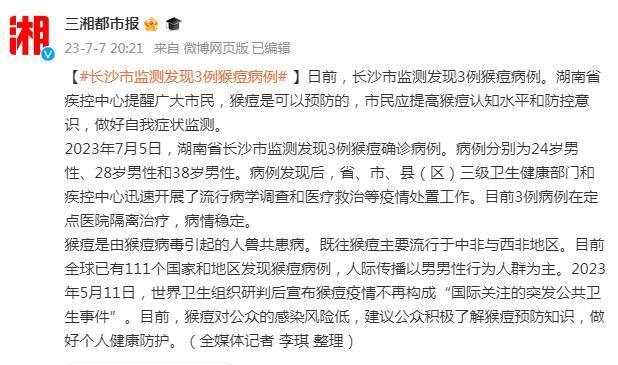 湘
三湘都市报
23-7-7 20:21 来自 微博网页版 已编辑
【#长沙市监测发现3例猴痘病例# 】日前，长沙市监测发现3例猴痘病例。湖南省
疾控中心提醒广大市民，猴痘是可以预防的，市民应提高猴痘认知水平和防控意
识，做好自我症状监测。
2023年7月5日，湖南省长沙市监测发现3例猴痘确诊病例。病例分别为24岁男
性、28岁男性和38岁男性。病例发现后，省、市、县（区）三级卫生健康部门和
疾控中心迅速开展了流行病学调查和医疗救治等疫情处置工作。目前3例病例在定
点医院隔离治疗，病情稳定。
猴痘是由猴痘病毒引起的人兽共患病。既往猴痘主要流行于中非与西非地区。目前
全球已有111个国家和地区发现猴痘病例，人际传播以男男性行为人群为主。2023
年5月11日，世界卫生组织研判后宣布猴痘疫情不再构成“国际关注的突发公共卫
生事件”。目前，猴痘对公众的感染风险低，建议公众积极了解猴痘预防知识，做
好个人健康防护。（全媒体记者 李琪 整理）